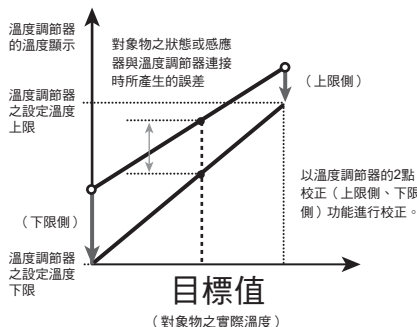 溫度調節器
的溫度顯示
對象物之狀態或感應
器與溫度調節器連接
時所產生的誤差
（上限側）
溫度調節器
之設定溫度
上限
以溫度調節器的2點
校正（上限側、下限
側）功能進行校正。
（下限側）
溫度調節器
之設定溫度
下限
目標值
（對象物之實際溫度）